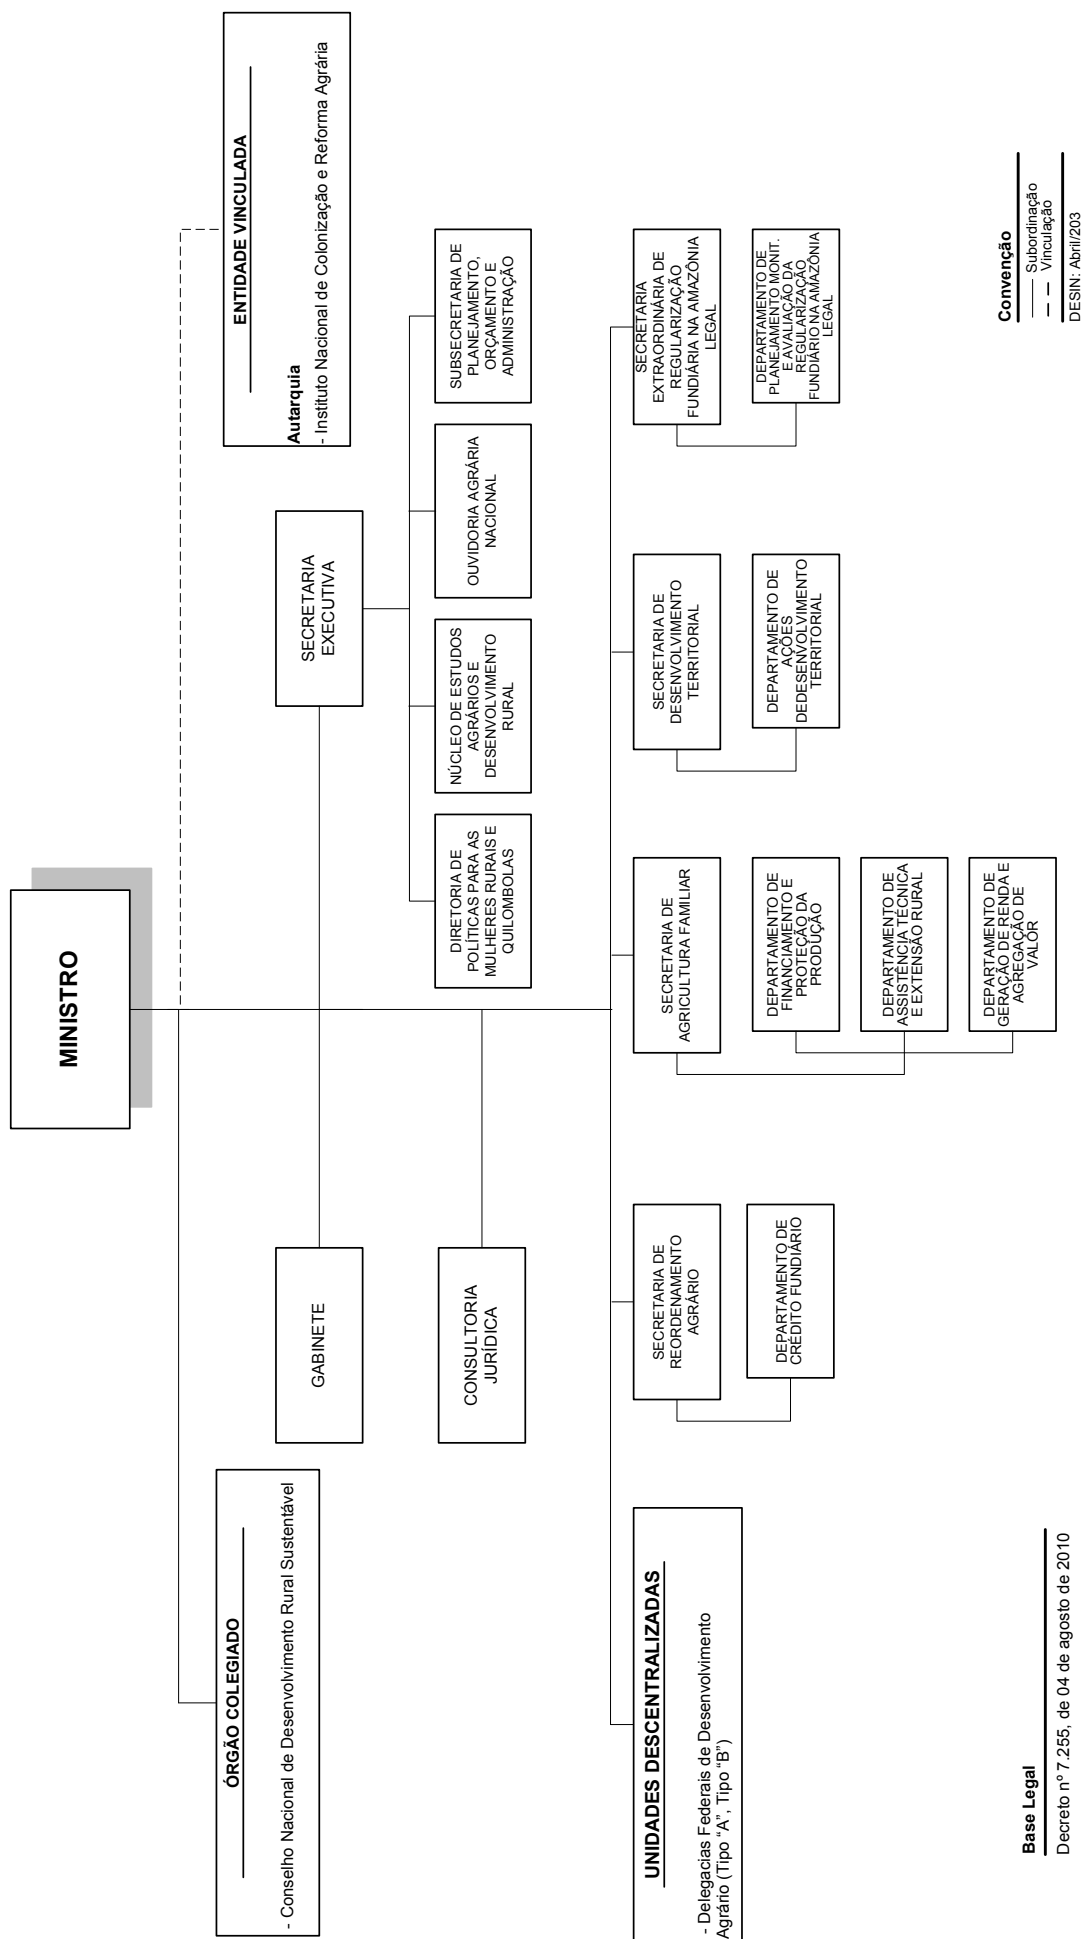 MINISTRO
ÓRGÃO COLEGIADO
- Conselho Nacional de Desenvolvimento Rural Sustentável
ENTIDADE VINCULADA
Autarquia
- Instituto Nacional de Colonização e Reforma Agrária
GABINETE
SECRETARIA
EXECUTIVA
CONSULTORIA
JURÍDICA
DIRETORIA DE
POLÍTICAS PARA AS
MULHERES RURAIS E
QUILOMBOLAS
NÚCLEO DE ESTUDOS
AGRÁRIOS E
DESENVOLVIMENTO
RURAL
OUVIDORIA AGRÁRIA
NACIONAL
SUBSECRETARIA DE
PLANEJAMENTO,
ORÇAMENTO E
ADMINISTRAÇÃO
UNIDADES DESCENTRALIZADAS
- Delegacias Federais de Desenvolvimento
Agrário (Tipo “A”, Tipo “B”)
SECRETARIA DE
REORDENAMENTO
AGRÁRIO
DEPARTAMENTO DE
CRÉDITO FUNDIÁRIO
SECRETARIA DE
AGRICULTURA FAMILIAR
DEPARTAMENTO DE
FINANCIAMENTO E
PROTEÇÃO DA
PRODUÇÃO
DEPARTAMENTO DE
ASSISTÊNCIA TÉCNICA
E EXTENSÃO RURAL
DEPARTAMENTO DE
GERAÇÃO DE RENDA E
AGREGAÇÃO DE
VALOR
SECRETARIA DE
DESENVOLVIMENTO
TERRITORIAL
DEPARTAMENTO DE
AÇÕES
DEDESENVOLVIMENTO
TERRITORIAL
SECRETARIA
EXTRAORDINÁRIA DE
REGULARIZAÇÃO
FUNDIÁRIA NA AMAZÔNIA
LEGAL
DEPARTAMENTO DE
PLANEJAMENTO MONIT.
E AVALIAÇÃO DA
REGULARIZAÇÃO
FUNDIÁRIO NA AMAZÔNIA
LEGAL
Base Legal
Decreto nº 7.255, de 04 de agosto de 2010
Convenção
Subordinação
Vinculação
DESIN: Abril/203